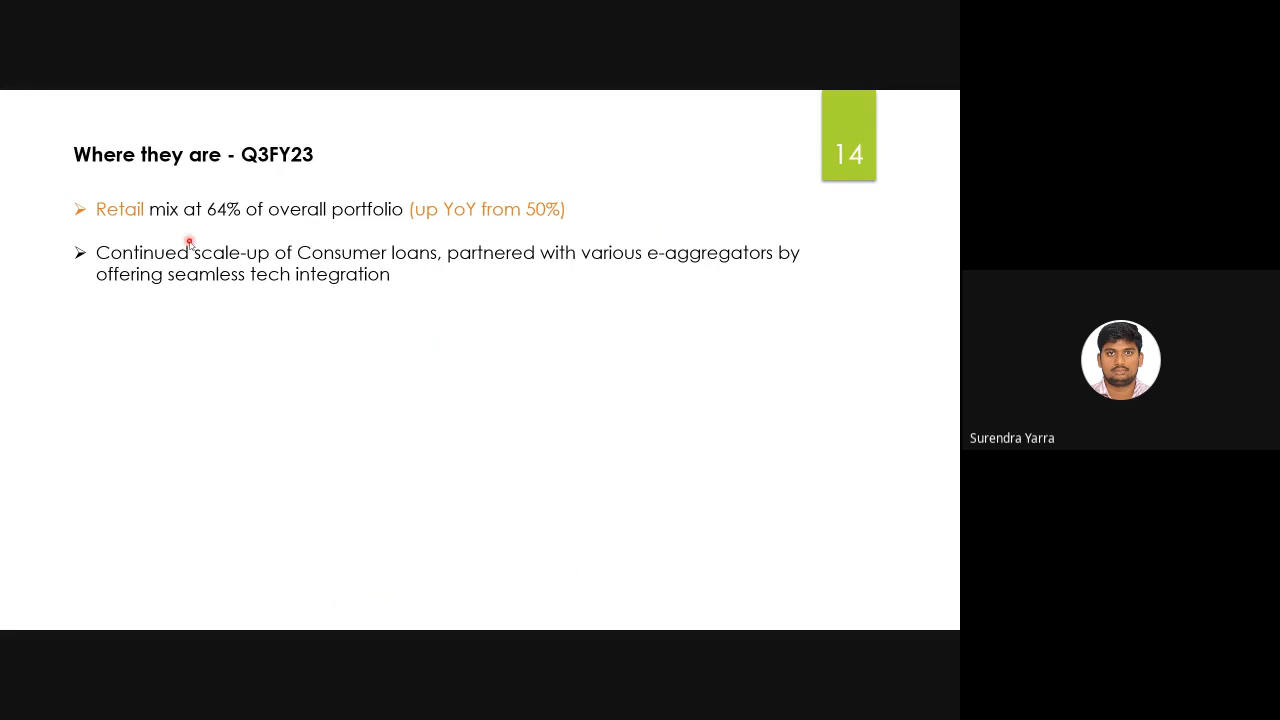 14
Where they are - Q3FY23
➢ Retail mix at 64% of overall portfolio (up YoY from 50%)
➢ Continued scale-up of Consumer loans, partnered with various e-aggregators by
offering seamless tech integration
Surendra Yarra